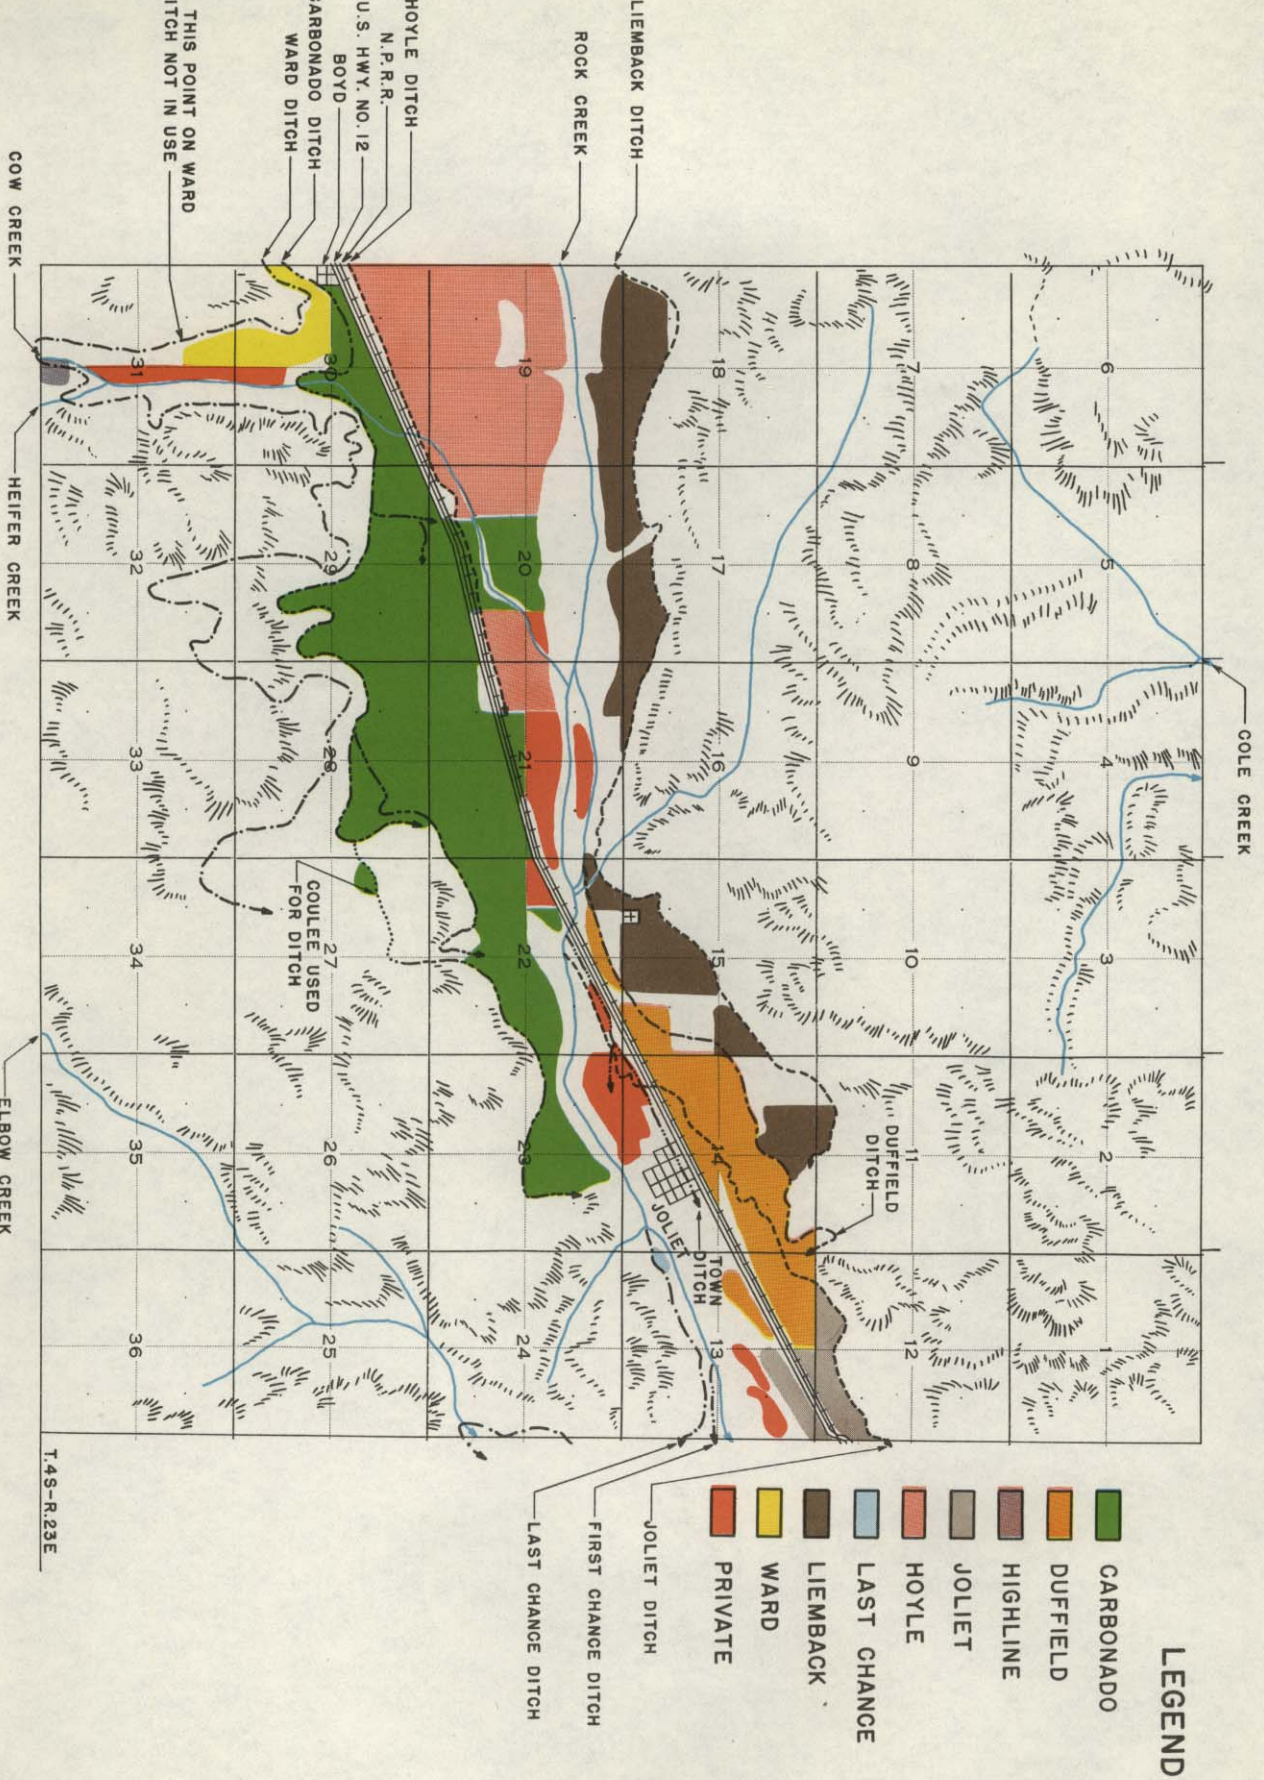 COLE CREEK
LIEMBACK DITCH
ROCK CREEK
HOYLE DITCH
N.P.R.R.
U.S. HWY. NO. 12
BOYD
CARBONADO DITCH
WARD DITCH
THIS POINT ON WARD
DITCH NOT IN USE
COW CREEK
HEIFER CREEK
ELBOW CREEK
6
5
4
3
2
1
7
8
9
10
11
12
18
17
16
15
14
13
19
20
21
22
23
24
30
29
28
27
26
25
31
32
33
34
35
36
DUFFIELD
DITCH
COULEE USED
FOR DITCH
JOLIET
TOWN
DITCH
JOLIET DITCH
FIRST CHANCE DITCH
LAST CHANCE DITCH
T.4S-R.23E
LEGEND
CARBONADO
DUFFIELD
HIGHLINE
JOLIET
HOYLE
LAST CHANCE
LIEMBACK
WARD
PRIVATE